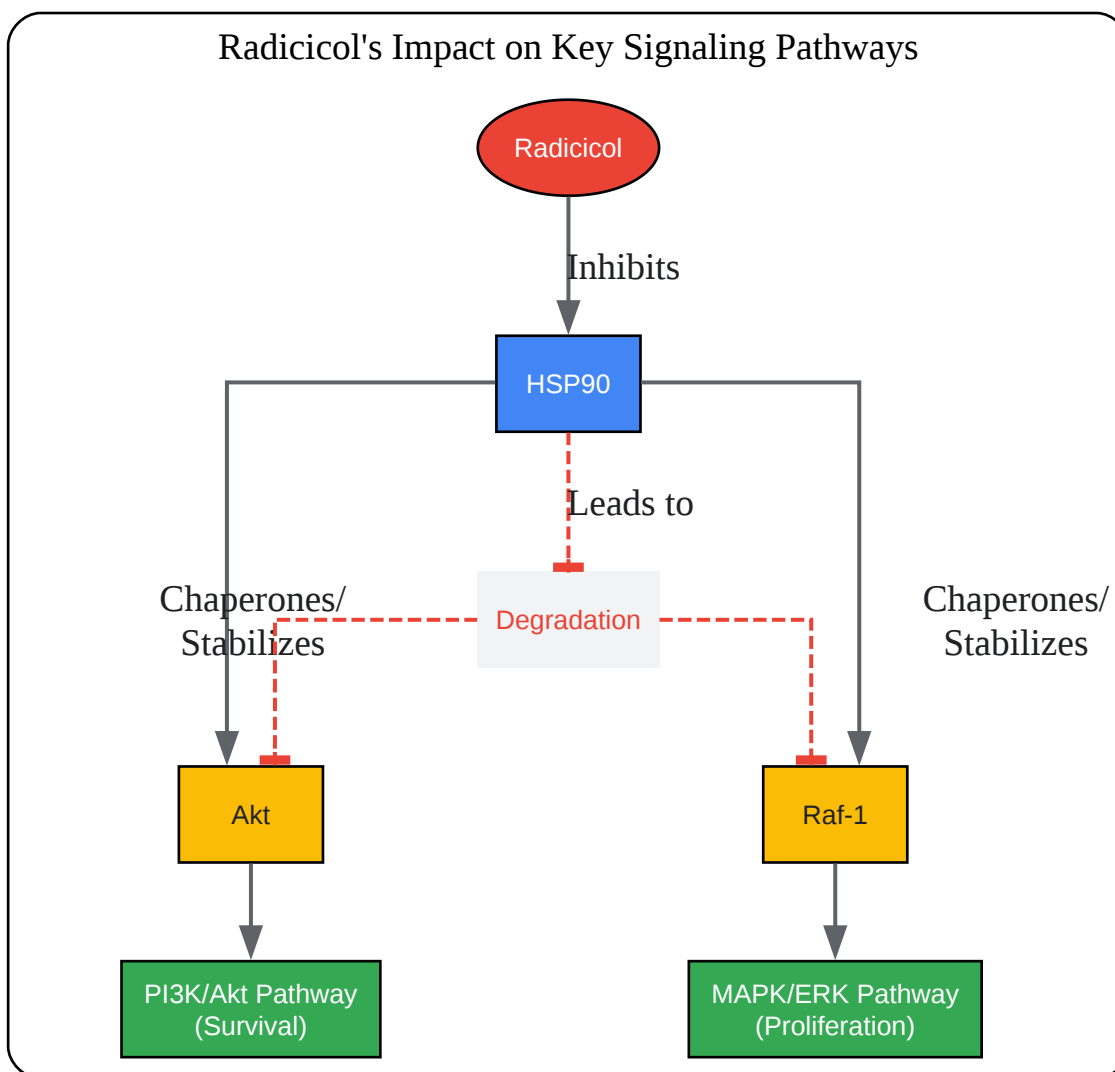 Radicicol's Impact on Key Signaling Pathways
Radicicol
Inhibits
HSP90
Leads to
Chaperones/
Stabilizes
Degradation
Chaperones/
Stabilizes
Akt
Raf-1
PI3K/Akt Pathway
(Survival)
MAPK/ERK Pathway
(Proliferation)